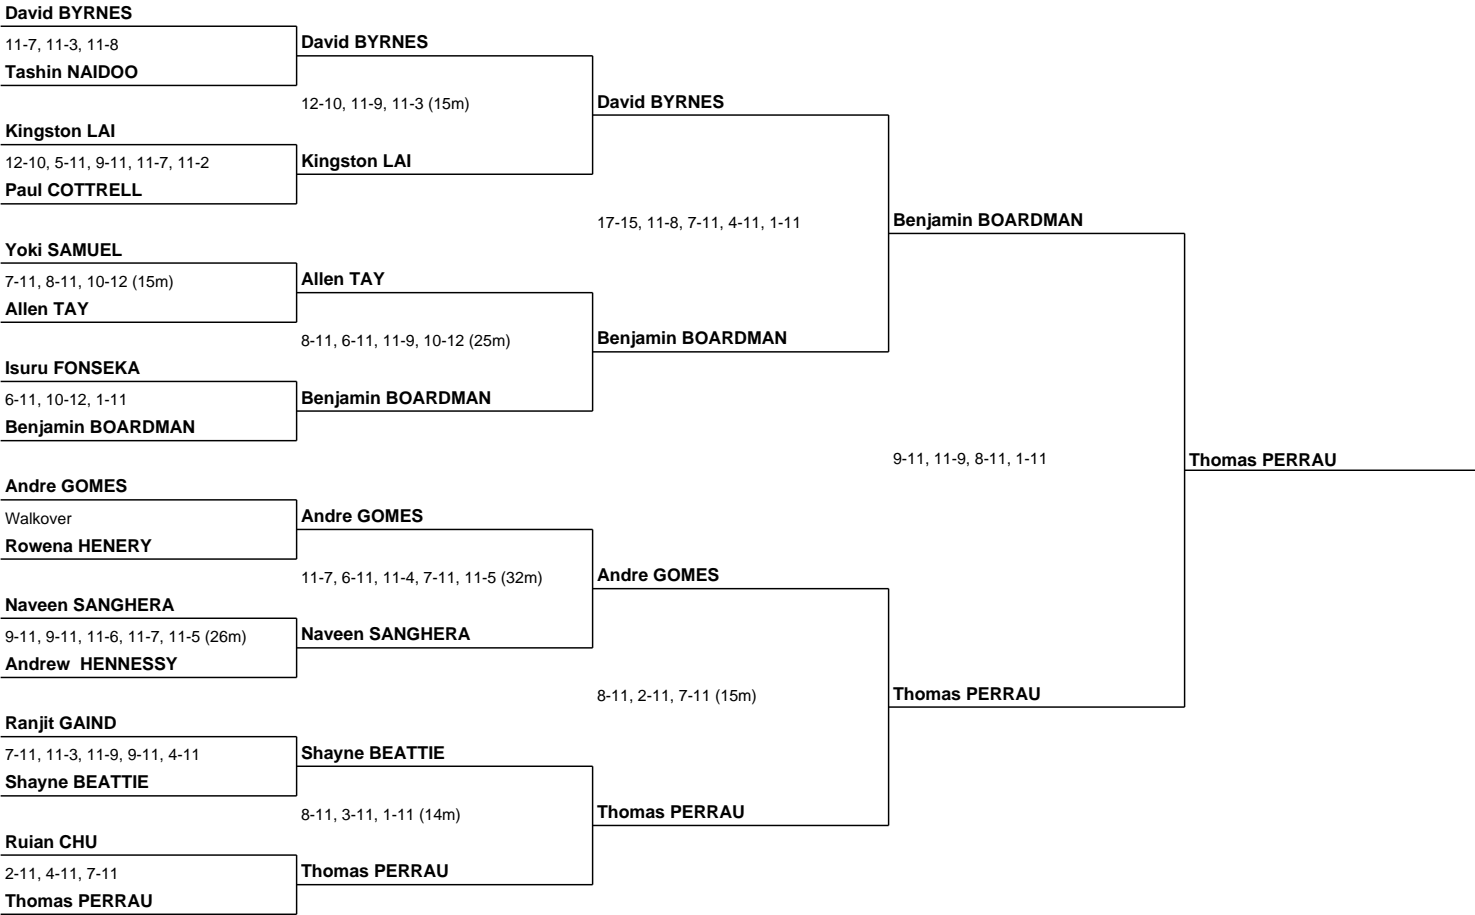 David BYRNES
11-7, 11-3, 11-8
Tashin NAIDOO
Kingston LAI
12-10, 5-11, 9-11, 11-7, 11-2
Paul COTTRELL
Yoki SAMUEL
7-11, 8-11, 10-12 (15m)
Allen TAY
Isuru FONSEKA
6-11, 10-12, 1-11
Benjamin BOARDMAN
Andre GOMES
Walkover
Rowena HENERY
Naveen SANGHERA
9-11, 9-11, 11-6, 11-7, 11-5 (26m)
Andrew  HENNESSY
Ranjit GAIND
7-11, 11-3, 11-9, 9-11, 4-11
Shayne BEATTIE
Ruian CHU
2-11, 4-11, 7-11
Thomas PERRAU
David BYRNES
12-10, 11-9, 11-3 (15m)
Kingston LAI
Allen TAY
8-11, 6-11, 11-9, 10-12 (25m)
Benjamin BOARDMAN
Andre GOMES
11-7, 6-11, 11-4, 7-11, 11-5 (32m)
Naveen SANGHERA
Shayne BEATTIE
8-11, 3-11, 1-11 (14m)
Thomas PERRAU
David BYRNES
17-15, 11-8, 7-11, 4-11, 1-11
Benjamin BOARDMAN
Andre GOMES
8-11, 2-11, 7-11 (15m)
Thomas PERRAU
Benjamin BOARDMAN
9-11, 11-9, 8-11, 1-11
Thomas PERRAU
Thomas PERRAU